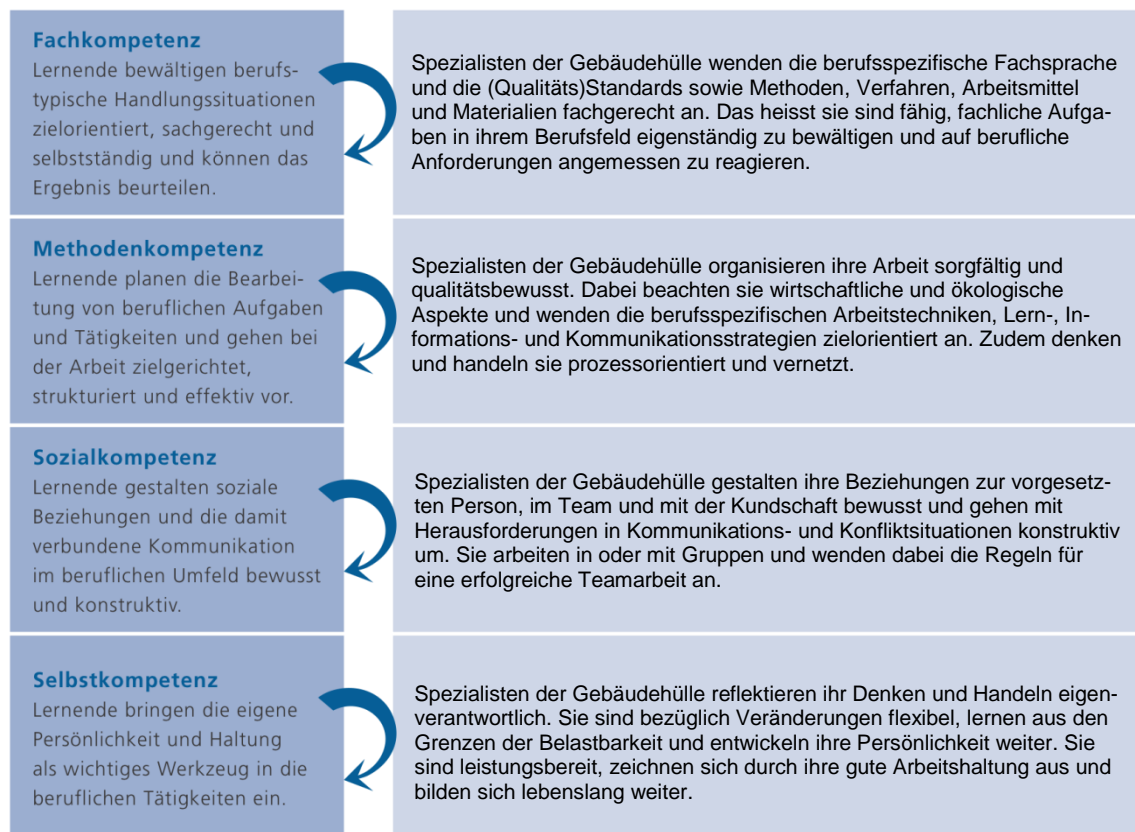 Fachkompetenz
Lernende bewältigen berufs-
typische Handlungssituationen
zielorientiert, sachgerecht und
selbstständig und können das
Ergebnis beurteilen.
Spezialisten der Gebäudehülle wenden die berufsspezifische Fachsprache
und die (Qualitäts)Standards sowie Methoden, Verfahren, Arbeitsmittel
und Materialien fachgerecht an. Das heisst sie sind fähig, fachliche Aufga-
ben in ihrem Berufsfeld eigenständig zu bewältigen und auf berufliche
Anforderungen angemessen zu reagieren.
Methodenkompetenz
Lernende planen die Bearbei-
tung von beruflichen Aufgaben
und Tätigkeiten und gehen bei
der Arbeit zielgerichtet,
strukturiert und effektiv vor.
Spezialisten der Gebäudehülle organisieren ihre Arbeit sorgfältig und
qualitätsbewusst. Dabei beachten sie wirtschaftliche und ökologische
Aspekte und wenden die berufsspezifischen Arbeitstechniken, Lern-, In-
formations- und Kommunikationsstrategien zielorientiert an. Zudem denken
und handeln sie prozessorientiert und vernetzt.
Sozialkompetenz
Lernende gestalten soziale
Beziehungen und die damit
verbundene Kommunikation
im beruflichen Umfeld bewusst
und konstruktiv.
Spezialisten der Gebäudehülle gestalten ihre Beziehungen zur vorgesetz-
ten Person, im Team und mit der Kundschaft bewusst und gehen mit
Herausforderungen in Kommunikations- und Konfliktsituationen konstruktiv
um. Sie arbeiten in oder mit Gruppen und wenden dabei die Regeln für
eine erfolgreiche Teamarbeit an.
Selbstkompetenz
Lernende bringen die eigene
Persönlichkeit und Haltung
als wichtiges Werkzeug in die
beruflichen Tätigkeiten ein.
Spezialisten der Gebäudehülle reflektieren ihr Denken und Handeln eigen-
verantwortlich. Sie sind bezüglich Veränderungen flexibel, lernen aus den
Grenzen der Belastbarkeit und entwickeln ihre Persönlichkeit weiter. Sie
sind leistungsbereit, zeichnen sich durch ihre gute Arbeitshaltung aus und
bilden sich lebenslang weiter.